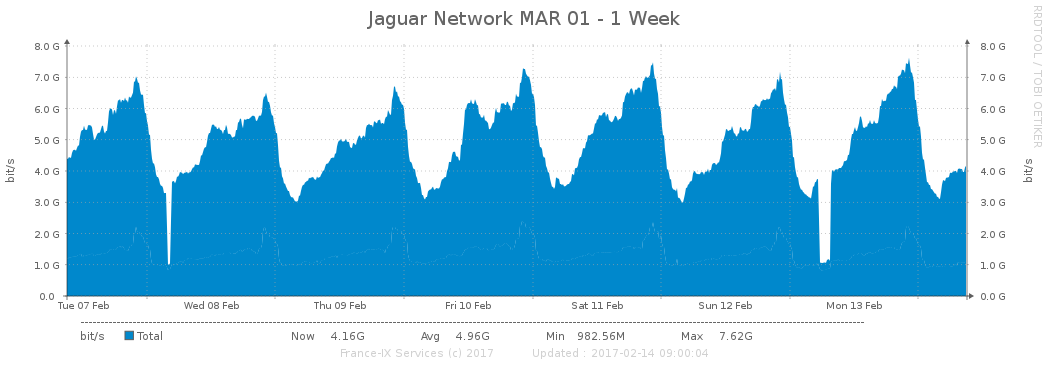 Jaguar Network MAR 01 - 1 Week
RRDTOOL / TOBI OETIKER
bit/s
8.0 G
7.0 G
6.0 G
5.0 G
4.0 G
3.0 G
2.0 G
1.0 G
0.0
8.0 G
7.0 G
6.0 G
5.0 G
4.0 G
3.0 G
2.0 G
1.0 G
0.0 G
bit/s
Tue 07 Feb Wed 08 Feb Thu 09 Feb Fri 10 Feb Sat 11 Feb Sun 12 Feb Mon 13 Feb
bit/s Total Now 4.16G Avg 4.96G Min 982.56M Max 7.62G
France-IX Services (c) 2017 Updated : 2017-02-14 09:00:04